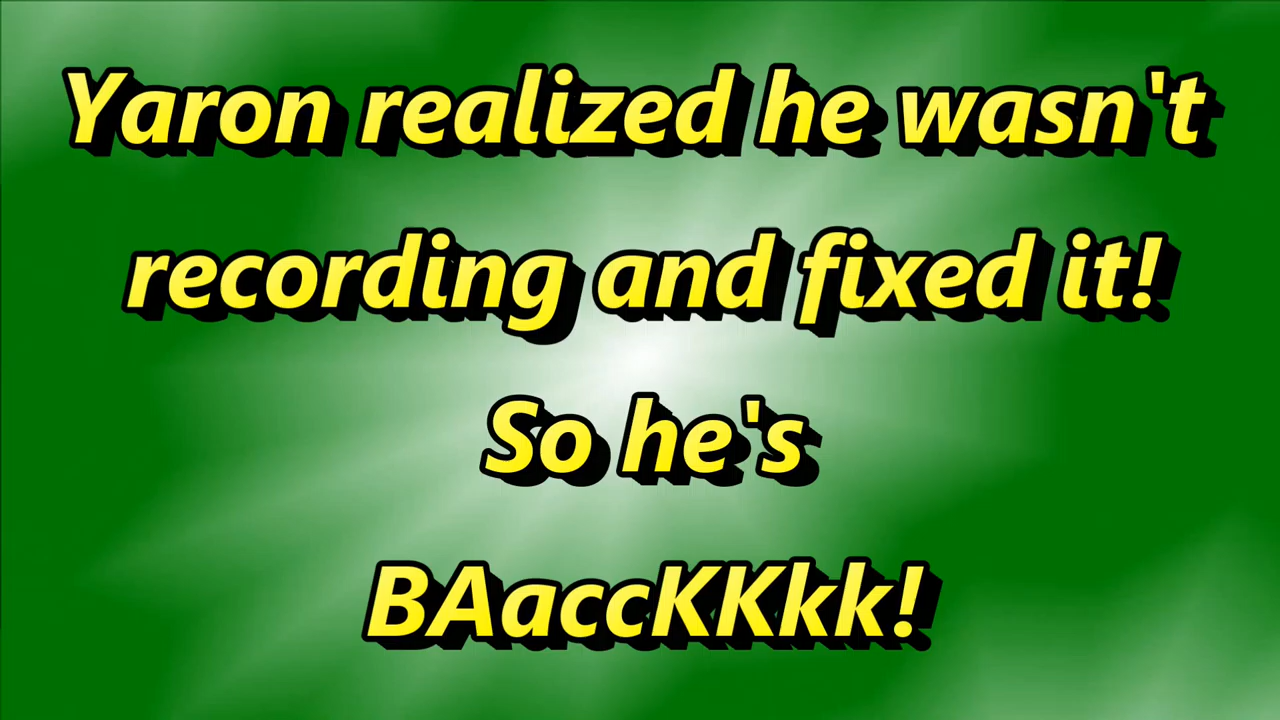 Yaron realized he wasn't
recording and fixed it!
So he's
BAaccKKkk!